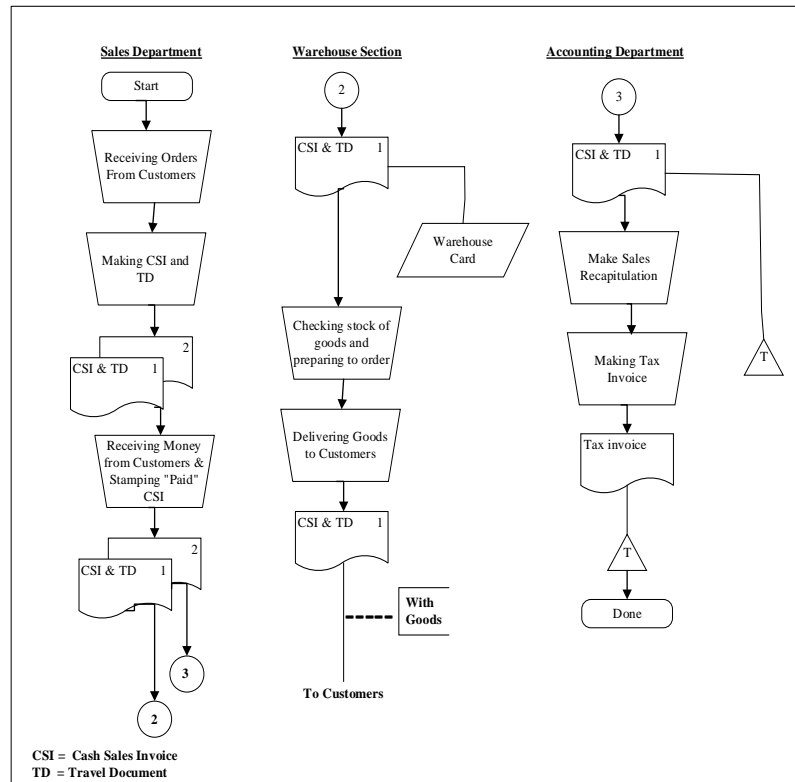 Sales Department
Start
Receiving Orders
From Customers
Making CSI and
TD
2
CSI & TD 1
Receiving Money
from Customers &
Stamping "Paid"
CSI
2
CSI & TD 1
3
2
CSI = Cash Sales Invoice
TD = Travel Document
Warehouse Section
2
CSI & TD 1
Warehouse
Card
Checking stock of
goods and
preparing to order
Delivering Goods
to Customers
CSI & TD 1
With
Goods
To Customers
Accounting Department
3
CSI & TD 1
Make Sales
Recapitulation
T
Making Tax
Invoice
Tax invoice
T
Done